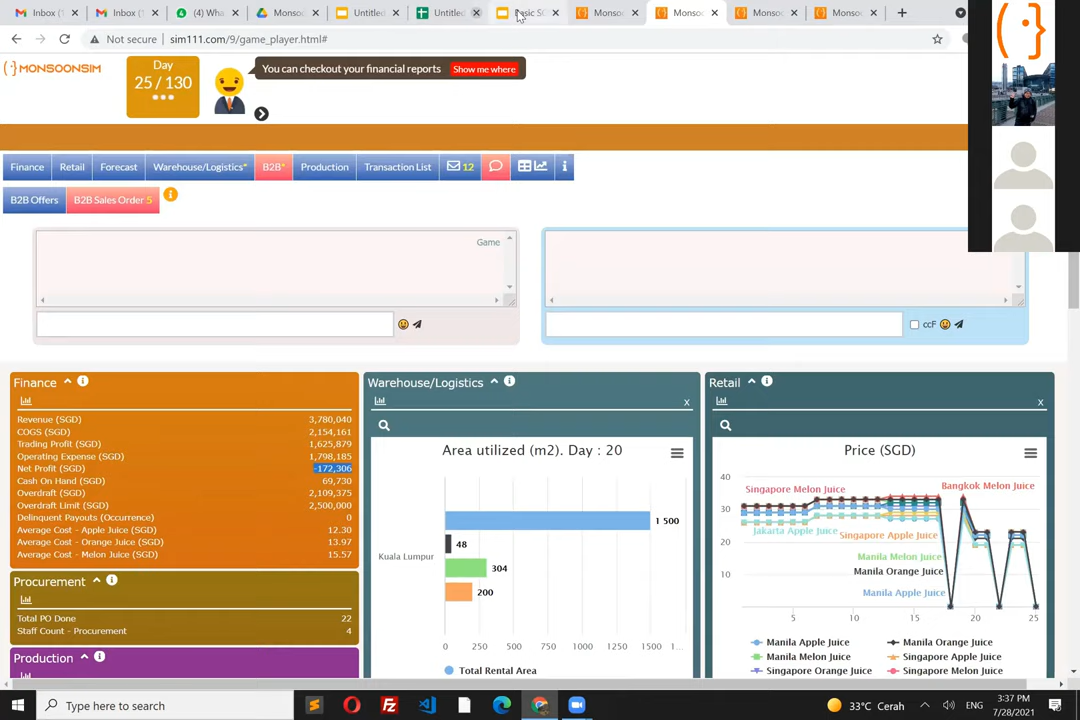 Inbox (1
Inbox (1
(4) Wha
Monsoo
Untitled
Untitled
Basic SC
Monsoo
Monsoo
Monsoo
Monsoo
Not secure
sim111.com/9/game_player.html#
MONSOONSIM
Day
25 / 130
You can checkout your financial reports
Show me where
Finance
Retail
Forecast
Warehouse/Logistics*
B2B*
Production
Transaction List
12
B2B Offers
B2B Sales Order 5
Game
ccF
Finance
Revenue (SGD) 3,780,040
COGS (SGD) 2,154,161
Trading Profit (SGD) 1,625,879
Operating Expense (SGD) 1,798,185
Net Profit (SGD) -172,306
Cash On Hand (SGD) 69,730
Overdraft (SGD) 2,109,375
Overdraft Limit (SGD) 2,500,000
Delinquent Payouts (Occurrence) 0
Average Cost - Apple Juice (SGD) 12.30
Average Cost - Orange Juice (SGD) 13.97
Average Cost - Melon Juice (SGD) 15.57
Procurement
Total PO Done 22
Staff Count - Procurement 4
Production
Warehouse/Logistics
x
Area utilized (m2). Day : 20
Kuala Lumpur
1 500
48
304
200
0 250 500 750 1000 1250 1500 1...
Total Rental Area
Retail
x
Price (SGD)
40
30
20
10
Singapore Melon Juice
Bangkok Melon Juice
Jakarta Apple Juice
Singapore Apple Juice
Manila Melon Juice
Manila Orange Juice
Manila Apple Juice
5 10 15 20 25
Manila Apple Juice
Manila Orange Juice
Manila Melon Juice
Singapore Apple Juice
Singapore Orange Juice
Singapore Melon Juice
Type here to search
33°C Cerah
ENG
3:37 PM
7/28/2021